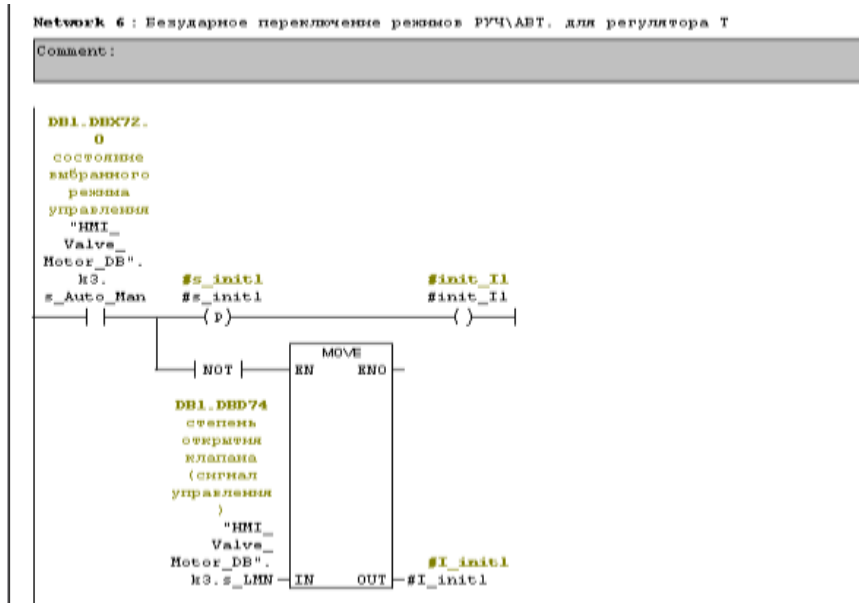 Network 6 : Безударное переключение режимов РУЧ\АВТ. для регулятора Т
Comment:
DB1.DBX72.
0
состояние
выбранного
режима
управления
"HMI_
Valve_
Motor_DB".
k3.
s_Auto_Man
#s_init1
#s_init1
( P )
#init_I1
#init_I1
( )
NOT
MOVE
EN ENO
DB1.DBD74
степень
открытия
клапана
(сигнал
управления
)
"HMI_
Valve_
Motor_DB".
k3.s_LMN
IN OUT
#I_init1
#I_init1